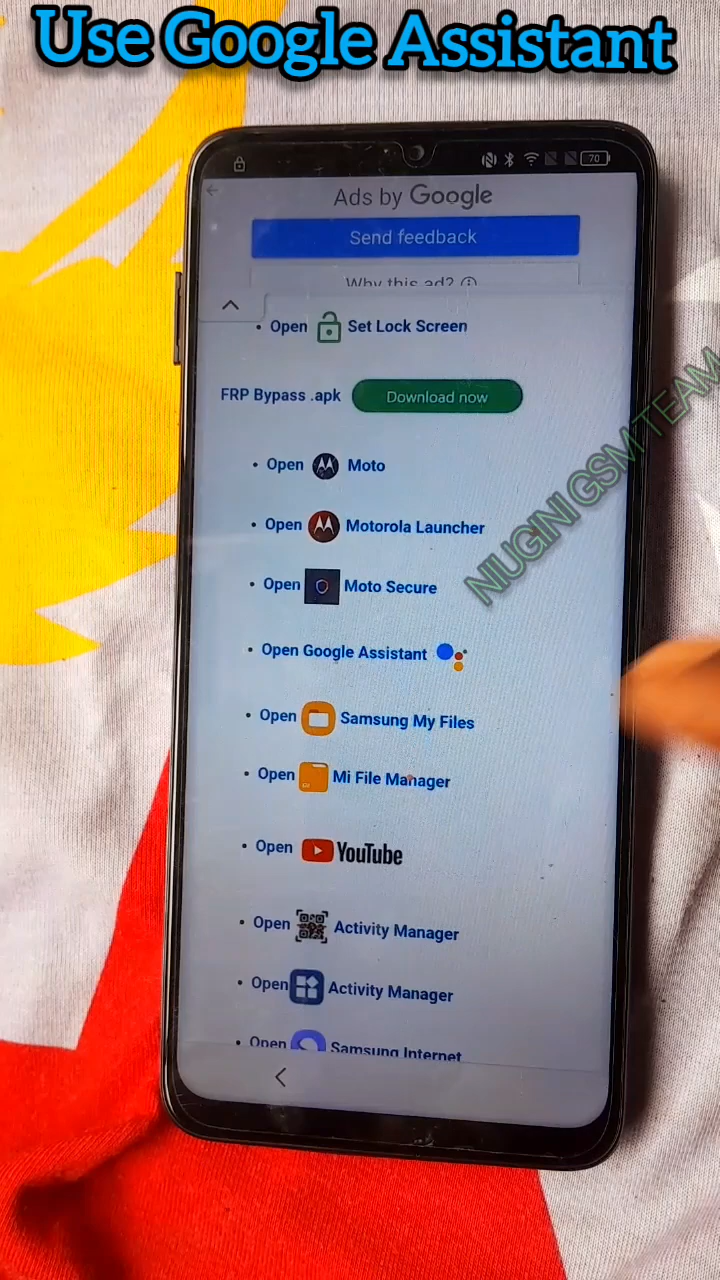 Use Google Assistant
70
Ads by Google
Send feedback
Why this ad?
Open Set Lock Screen
FRP Bypass .apk Download now
Open Moto
Open Motorola Launcher
Open Moto Secure
Open Google Assistant
Open Samsung My Files
Open Mi File Manager
Open YouTube
Open Activity Manager
Open Activity Manager
Open Samsung Internet
NIUGINI GSM TEAM